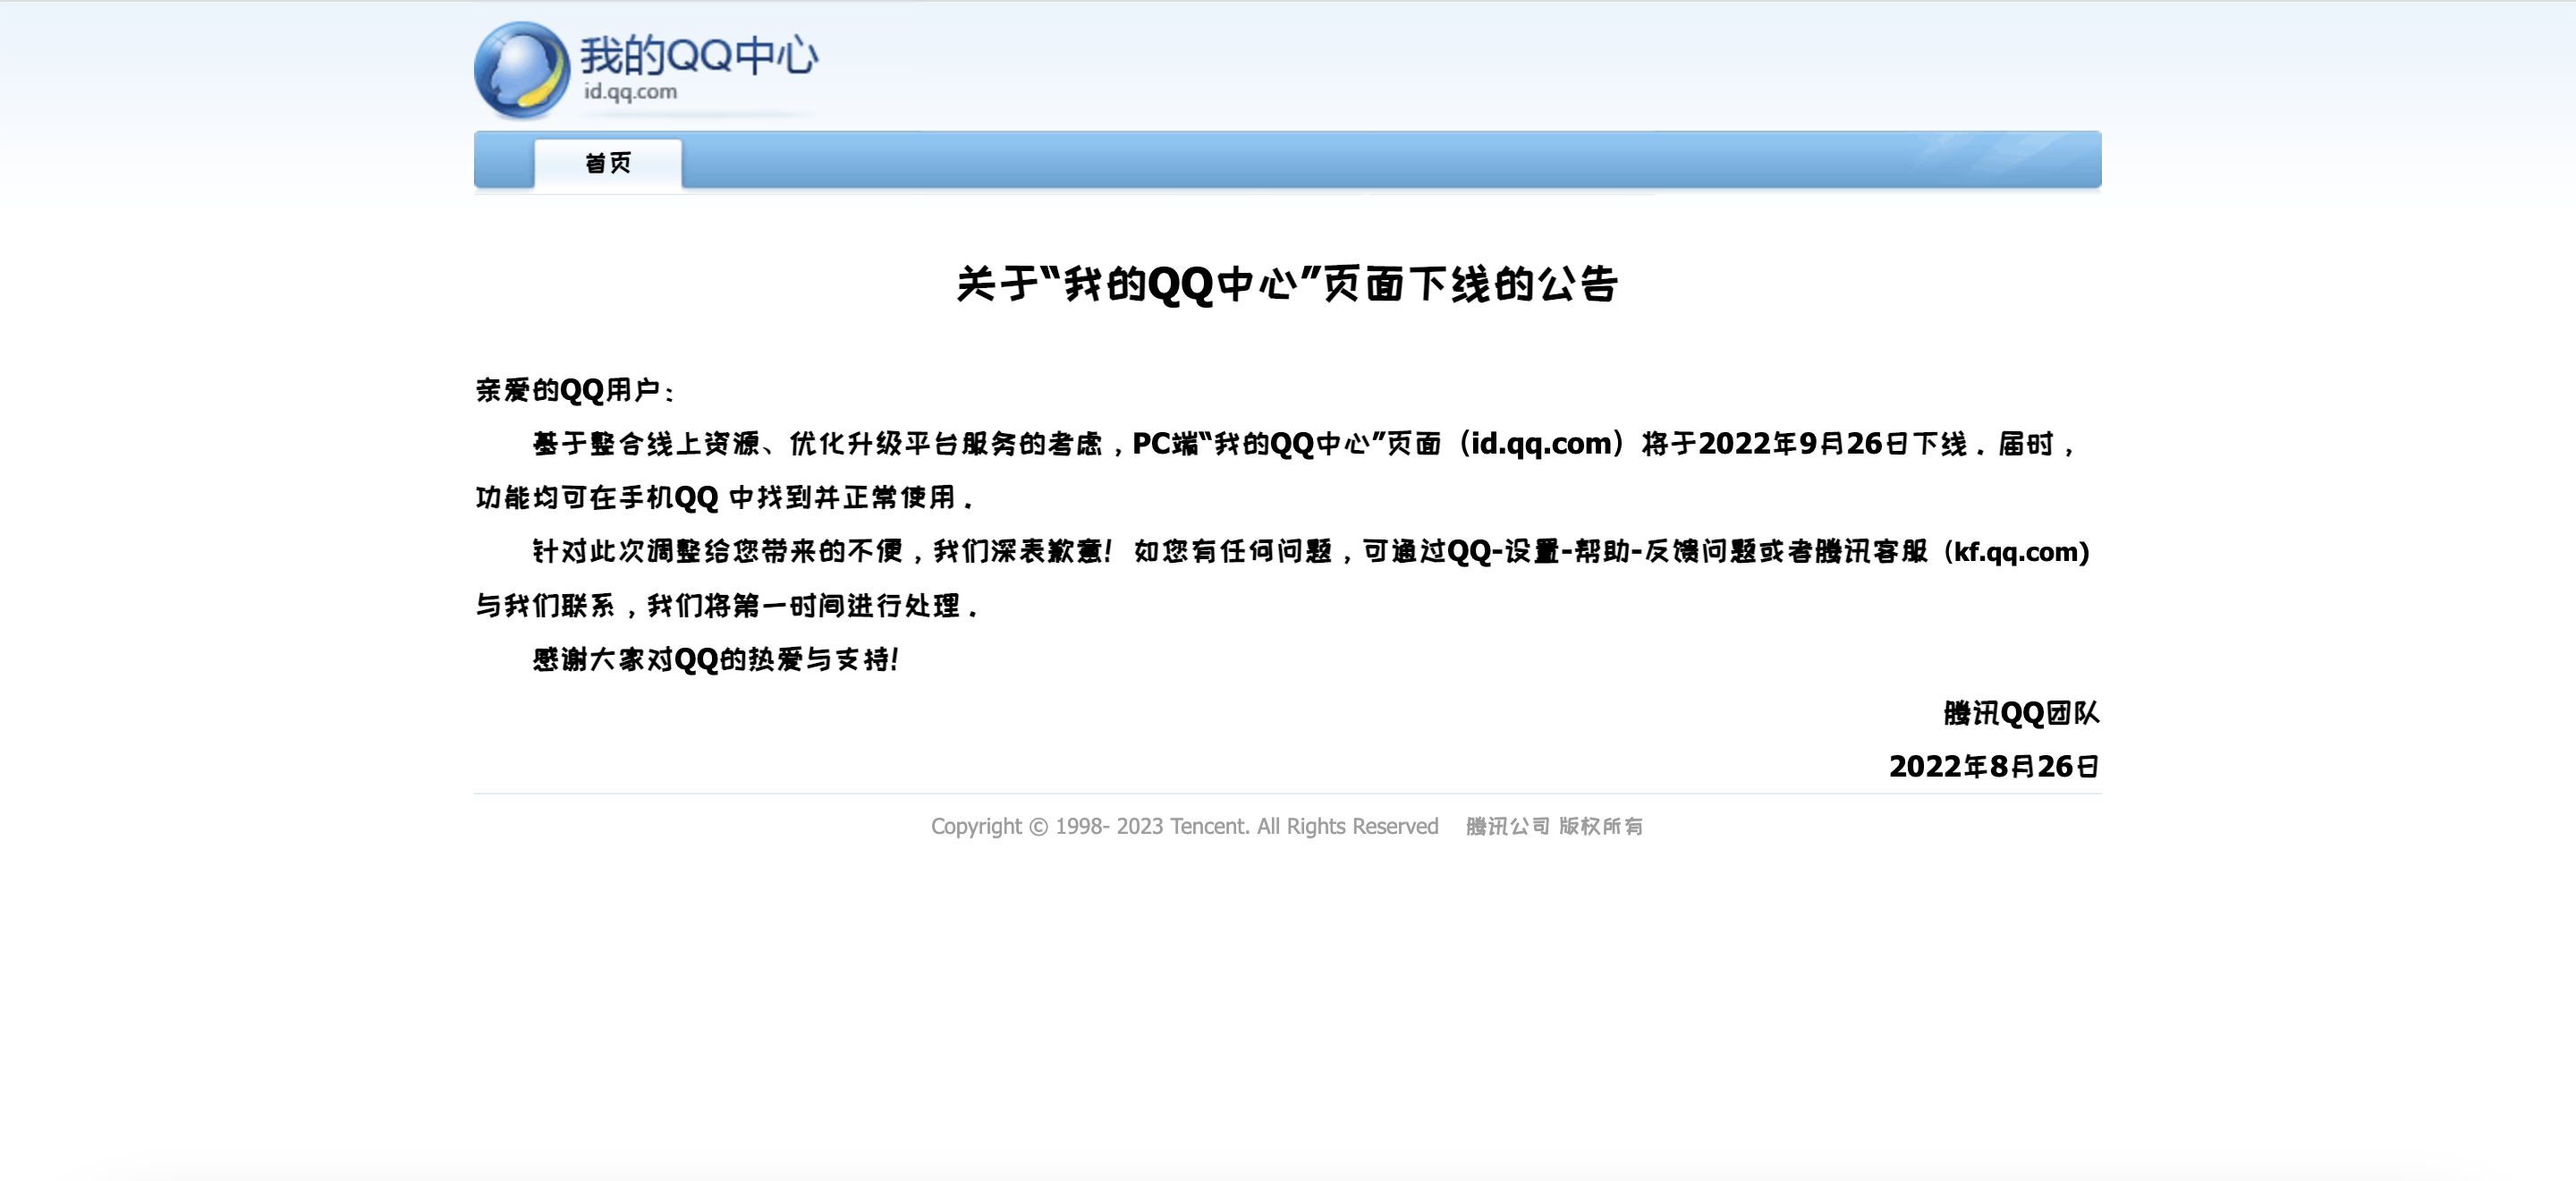 我的QQ中心
id.qq.com
首页
关于“我的QQ中心”页面下线的公告
亲爱的QQ用户：
基于整合线上资源、优化升级平台服务的考虑，PC端“我的QQ中心”页面（id.qq.com）将于2022年9月26日下线。届时，
功能均可在手机QQ 中找到并正常使用。
针对此次调整给您带来的不便，我们深表歉意！如您有任何问题，可通过QQ-设置-帮助-反馈问题或者腾讯客服（kf.qq.com)
与我们联系，我们将第一时间进行处理。
感谢大家对QQ的热爱与支持！
腾讯QQ团队
2022年8月26日
Copyright © 1998- 2023 Tencent. All Rights Reserved 腾讯公司 版权所有